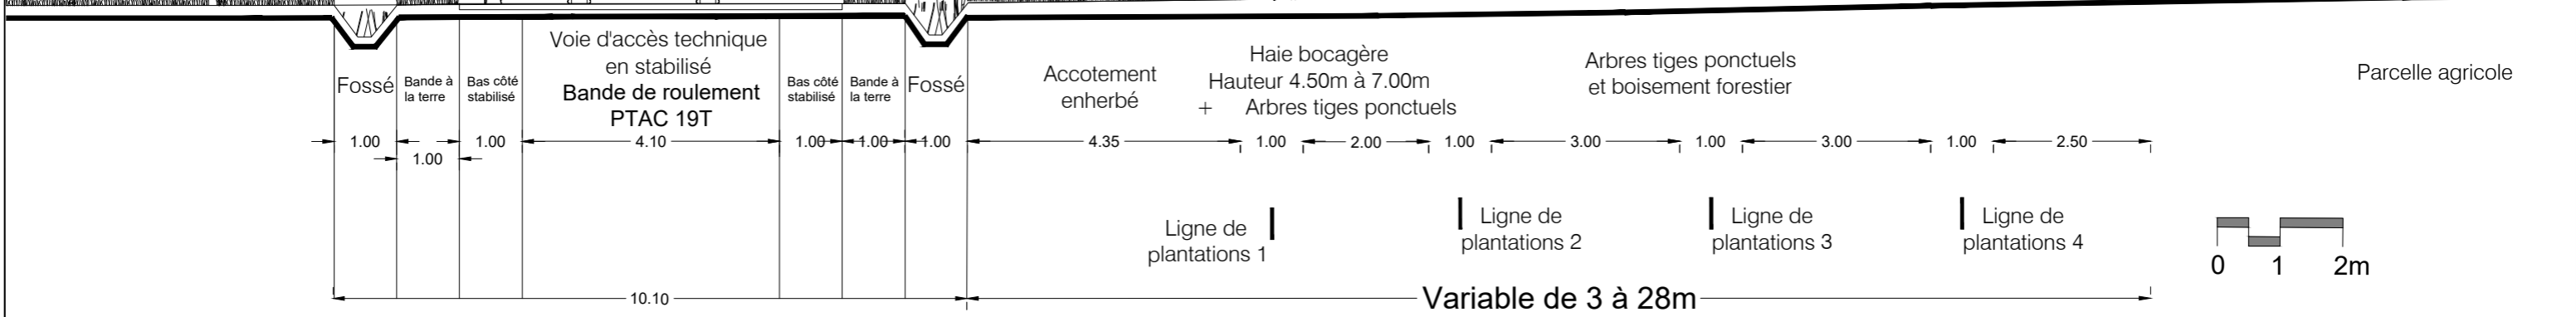 Voie d'accès technique
en stabilisé
Bande de roulement
PTAC 19T
Fossé
Bande à
la terre
Bas côté
stabilisé
Bas côté
stabilisé
Bande à
la terre
Fossé
Accotement
enherbé
Haie bocagère
Hauteur 4.50m à 7.00m
+ Arbres tiges ponctuels
Arbres tiges ponctuels
et boisement forestier
Parcelle agricole
1.00 1.00 4.10 1.00 1.00 1.00 4.35 1.00 2.00 1.00 3.00 1.00 3.00 1.00 2.50
1.00
Ligne de
plantations 1
Ligne de
plantations 2
Ligne de
plantations 3
Ligne de
plantations 4
0 1 2m
10.10
Variable de 3 à 28m